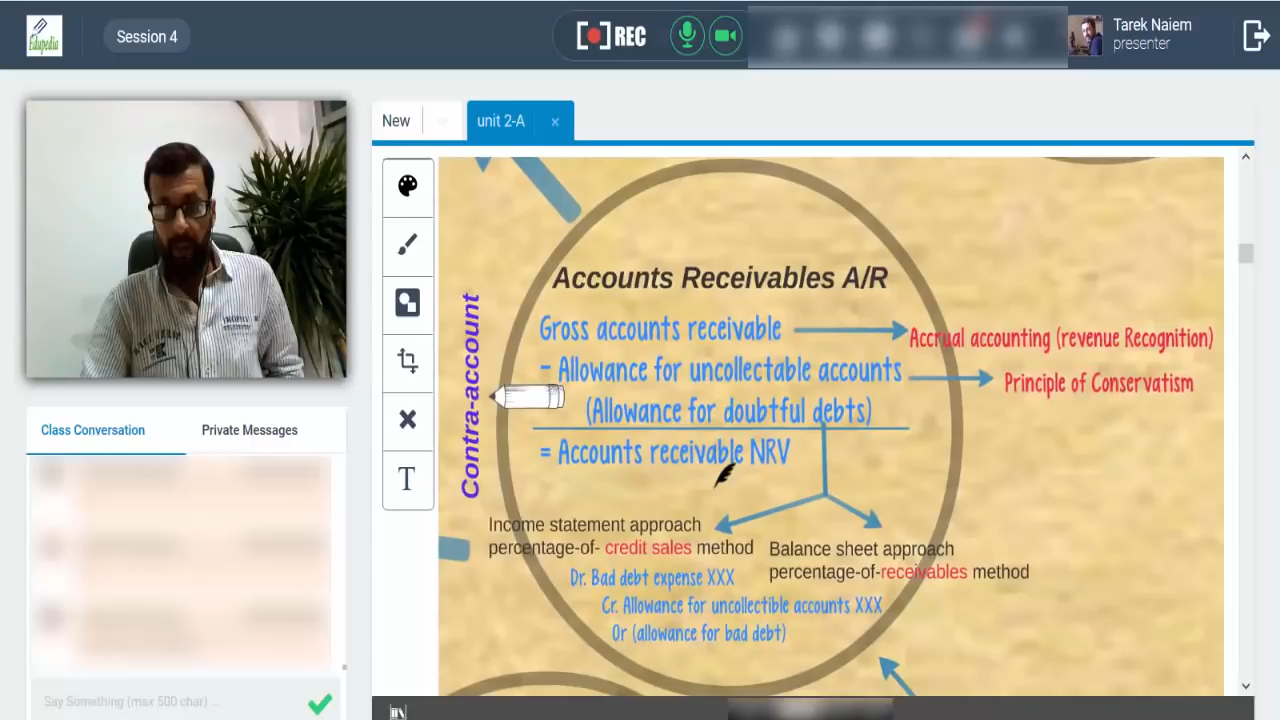 Edupedia
Session 4
REC
Tarek Naiem
presenter
New
unit 2-A
Class Conversation
Private Messages
Say Something (max 500 char) ...
T
Contra-account
Accounts Receivables A/R
Gross accounts receivable
Accrual accounting (revenue Recognition)
- Allowance for uncollectable accounts
Principle of Conservatism
(Allowance for doubtful debts)
= Accounts receivable NRV
Income statement approach
percentage-of- credit sales method
Balance sheet approach
percentage-of-receivables method
Dr. Bad debt expense XXX
Cr. Allowance for uncollectible accounts XXX
Or (allowance for bad debt)